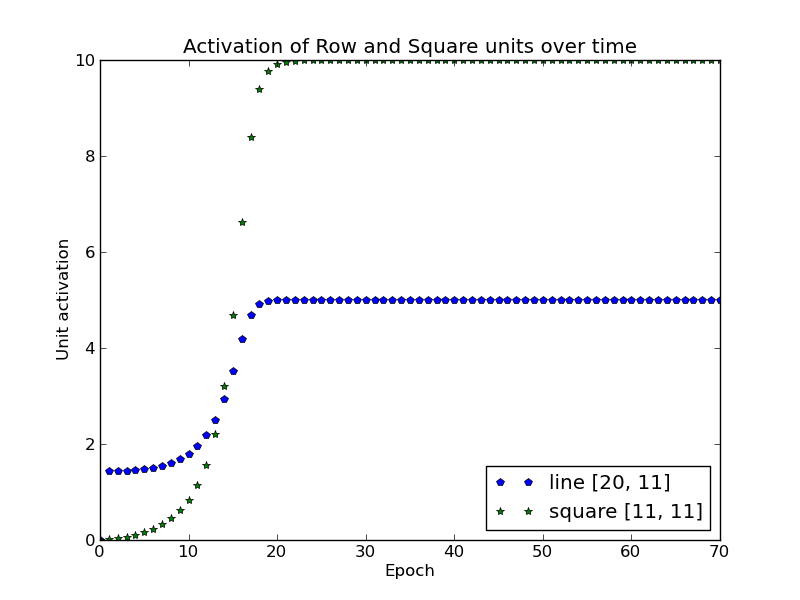 Activation of Row and Square units over time
10
8
6
4
2
0
Unit activation
0 10 20 30 40 50 60 70
Epoch
line [20, 11]
square [11, 11]